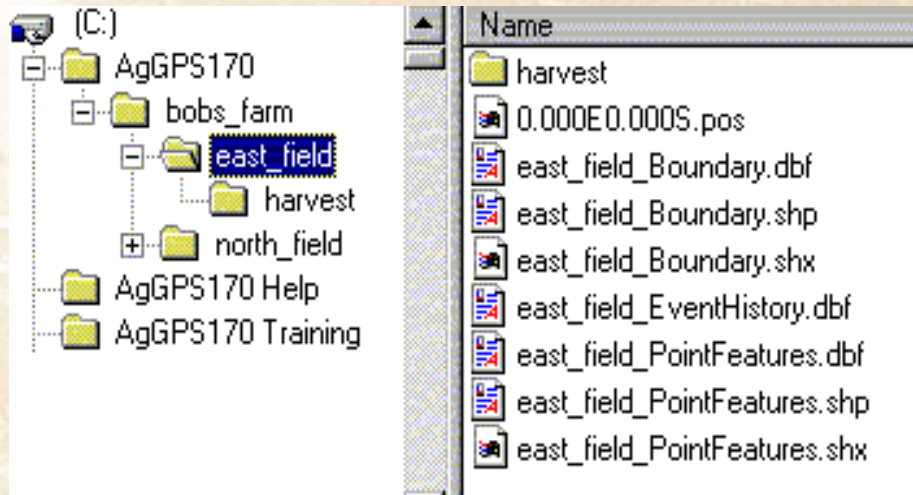 (C:)
AgGPS170
bobs_farm
east_field
harvest
north_field
AgGPS170 Help
AgGPS170 Training
Name
harvest
0.000E0.000S.pos
east_field_Boundary.dbf
east_field_Boundary.shp
east_field_Boundary.shx
east_field_EventHistory.dbf
east_field_PointFeatures.dbf
east_field_PointFeatures.shp
east_field_PointFeatures.shx